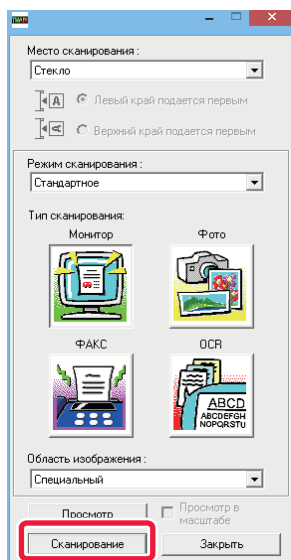 Место сканирования :
Стекло
A Левый край подается первым
A Верхний край подается первым
Режим сканирования :
Стандартное
Тип сканирования:
Монитор Фото
ФАКС OCR
ABCD
ABCDEFGH
NOPQRSTU
Область изображения :
Специальный
Просмотр Просмотр в
масштабе
Сканирование Закрыть